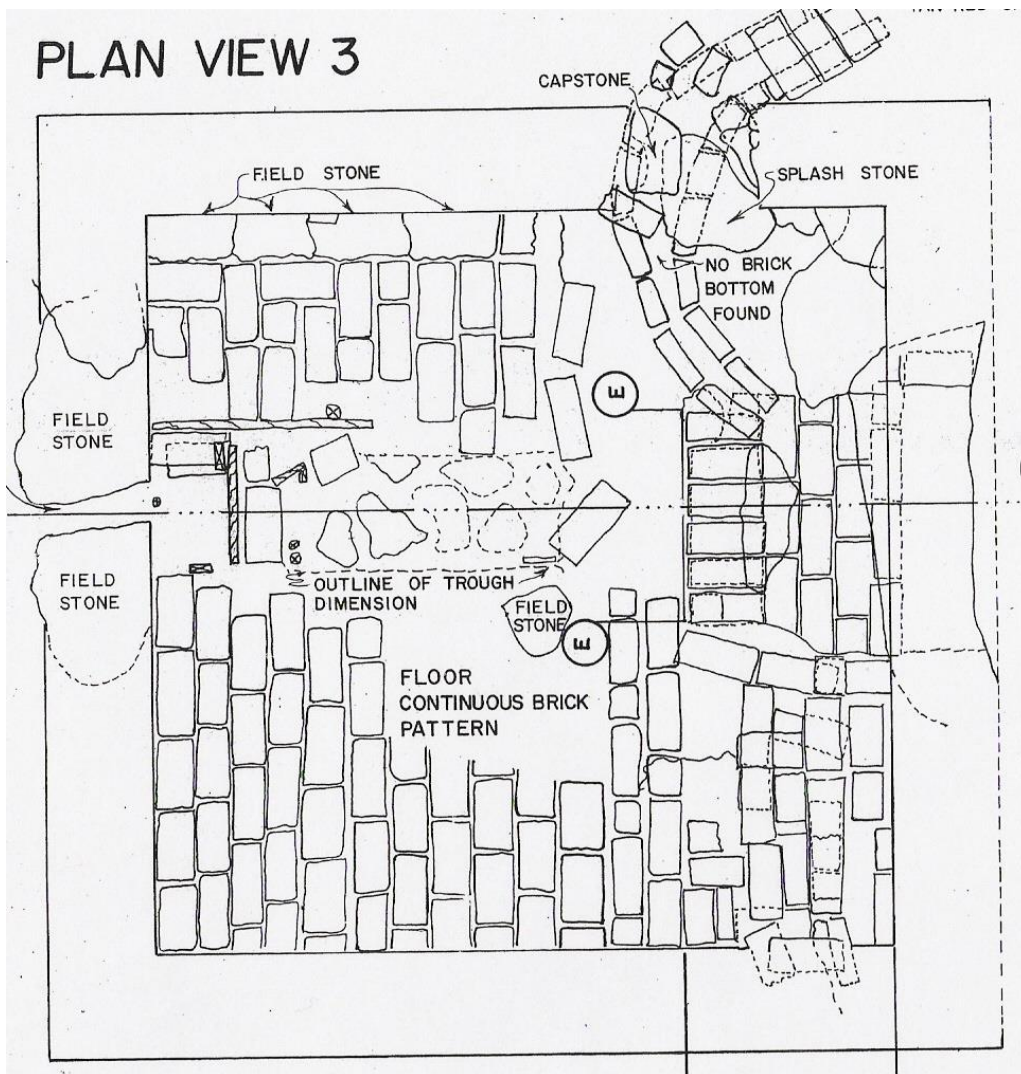 PLAN VIEW 3
CAPSTONE
FIELD STONE
SPLASH STONE
NO BRICK
BOTTOM
FOUND
E
FIELD
STONE
FIELD
STONE
OUTLINE OF TROUGH
DIMENSION
FIELD
STONE
E
FLOOR
CONTINUOUS BRICK
PATTERN